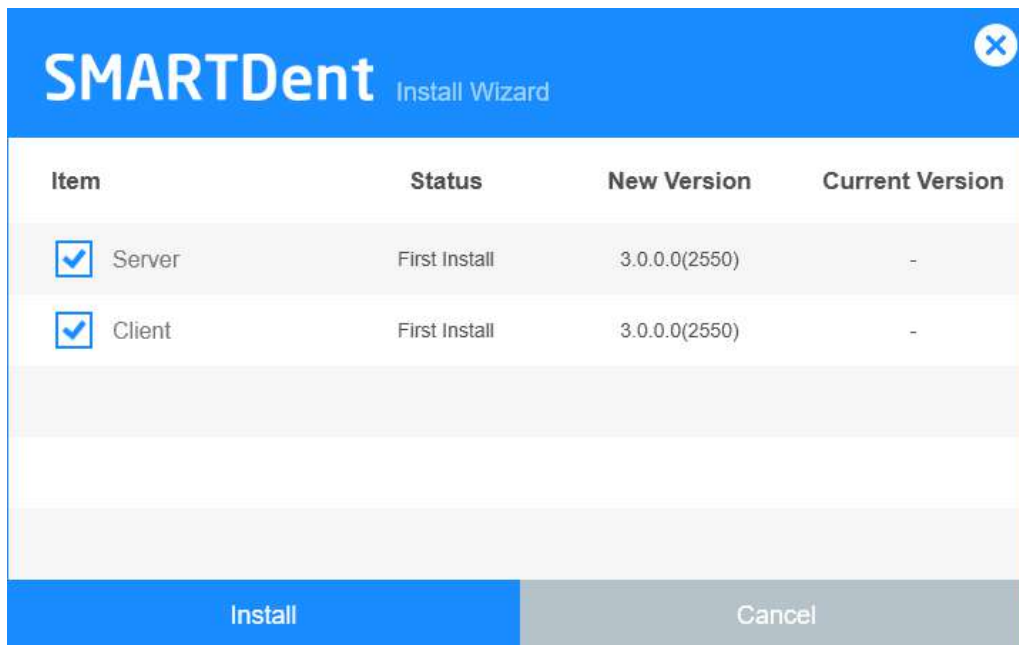 SMARTDent Install Wizard
Item Status New Version Current Version
Server First Install 3.0.0.0(2550) -
Client First Install 3.0.0.0(2550) -
Install Cancel